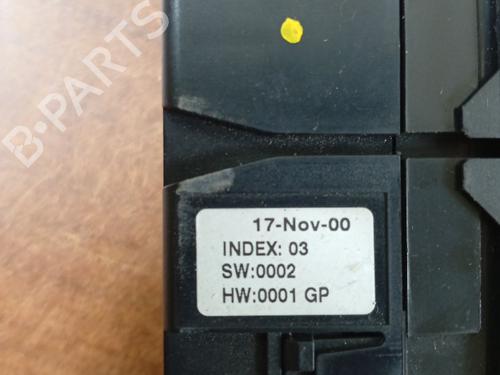 B-PARTS
17-Nov-00
INDEX: 03
SW:0002
HW:0001 GP